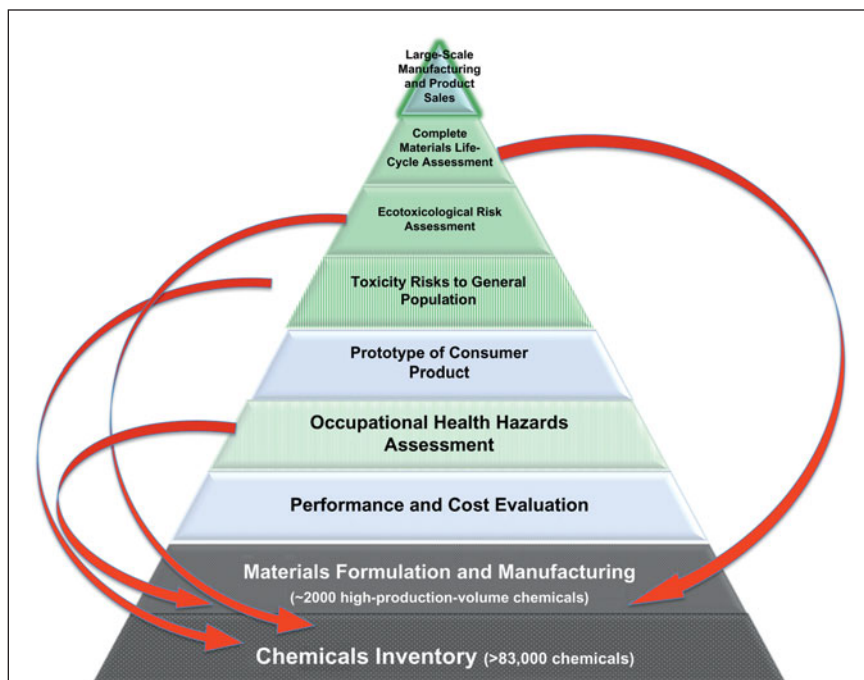 Large-Scale
Manufacturing
and Product
Sales
Complete
Materials Life-
Cycle Assessment
Ecotoxicological Risk
Assessment
Toxicity Risks to General
Population
Prototype of Consumer
Product
Occupational Health Hazards
Assessment
Performance and Cost Evaluation
Materials Formulation and Manufacturing
(~2000 high-production-volume chemicals)
Chemicals Inventory (>83,000 chemicals)